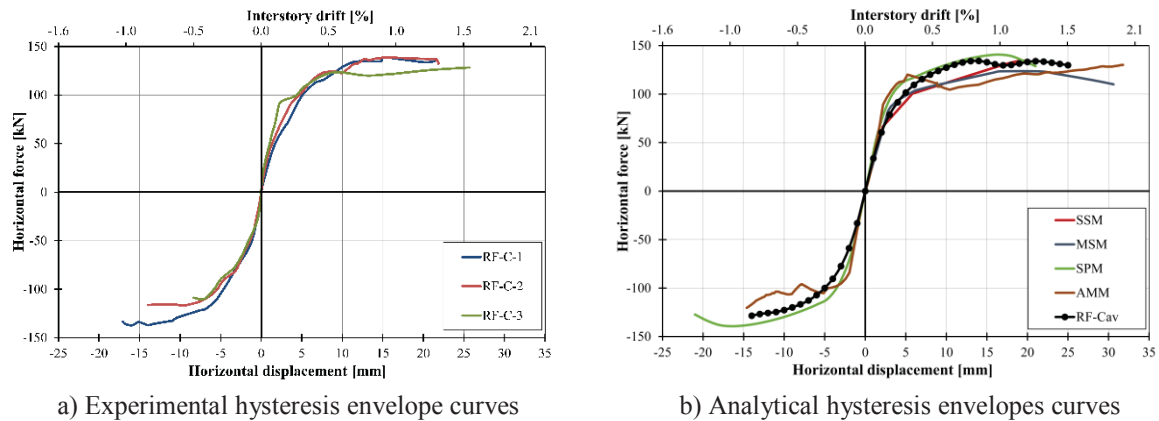 Interstory drift [%]
-1.6 -1.0 -0.5 0.0 0.5 1.0 1.5 2.1
150
100
50
0
-50
-100
-150
Horizontal force [kN]
RF-C-1
RF-C-2
RF-C-3
-25 -20 -15 -10 -5 0 5 10 15 20 25 30 35
Horizontal displacement [mm]
a) Experimental hysteresis envelope curves
Interstory drift [%]
-1.6 -1.1 -0.5 0.0 0.5 1.0 1.5 2.1
150
100
50
0
-50
-100
-150
Horizontal force [kN]
SSM
MSM
SPM
AMM
RF-Cav
-25 -20 -15 -10 -5 0 5 10 15 20 25 30 35
Horizontal displacement [mm]
b) Analytical hysteresis envelopes curves